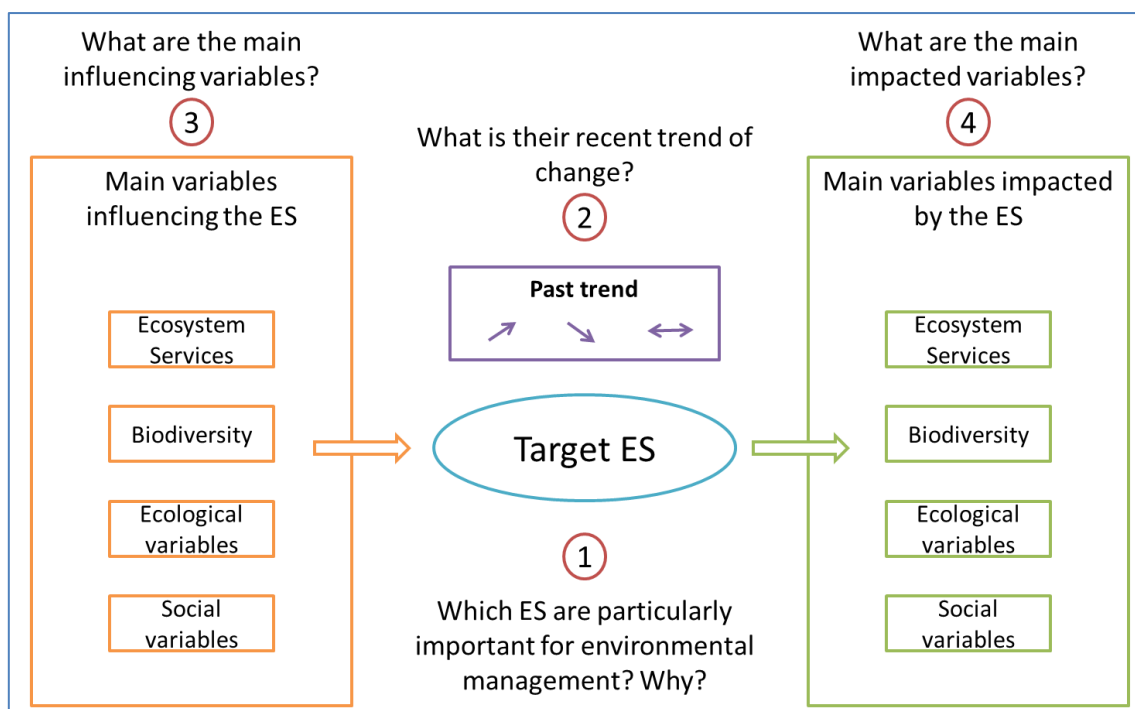 What are the main
influencing variables?
3
Main variables
influencing the ES
Ecosystem
Services
Biodiversity
Ecological
variables
Social
variables
What is their recent trend of
change?
2
Past trend
Target ES
1
Which ES are particularly
important for environmental
management? Why?
What are the main
impacted variables?
4
Main variables impacted
by the ES
Ecosystem
Services
Biodiversity
Ecological
variables
Social
variables